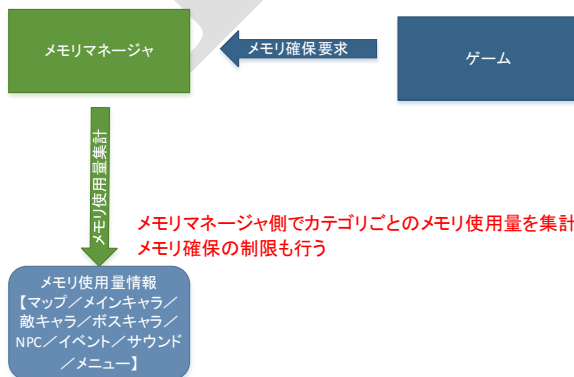 メモリマネージャ
メモリ確保要求
ゲーム
メモリ使用量集計
メモリマネージャ側でカテゴリごとのメモリ使用量を集計
メモリ確保の制限も行う
メモリ使用量情報
【マップ／メインキャラ／
敵キャラ／ボスキャラ／
NPC／イベント／サウンド
／メニュー】